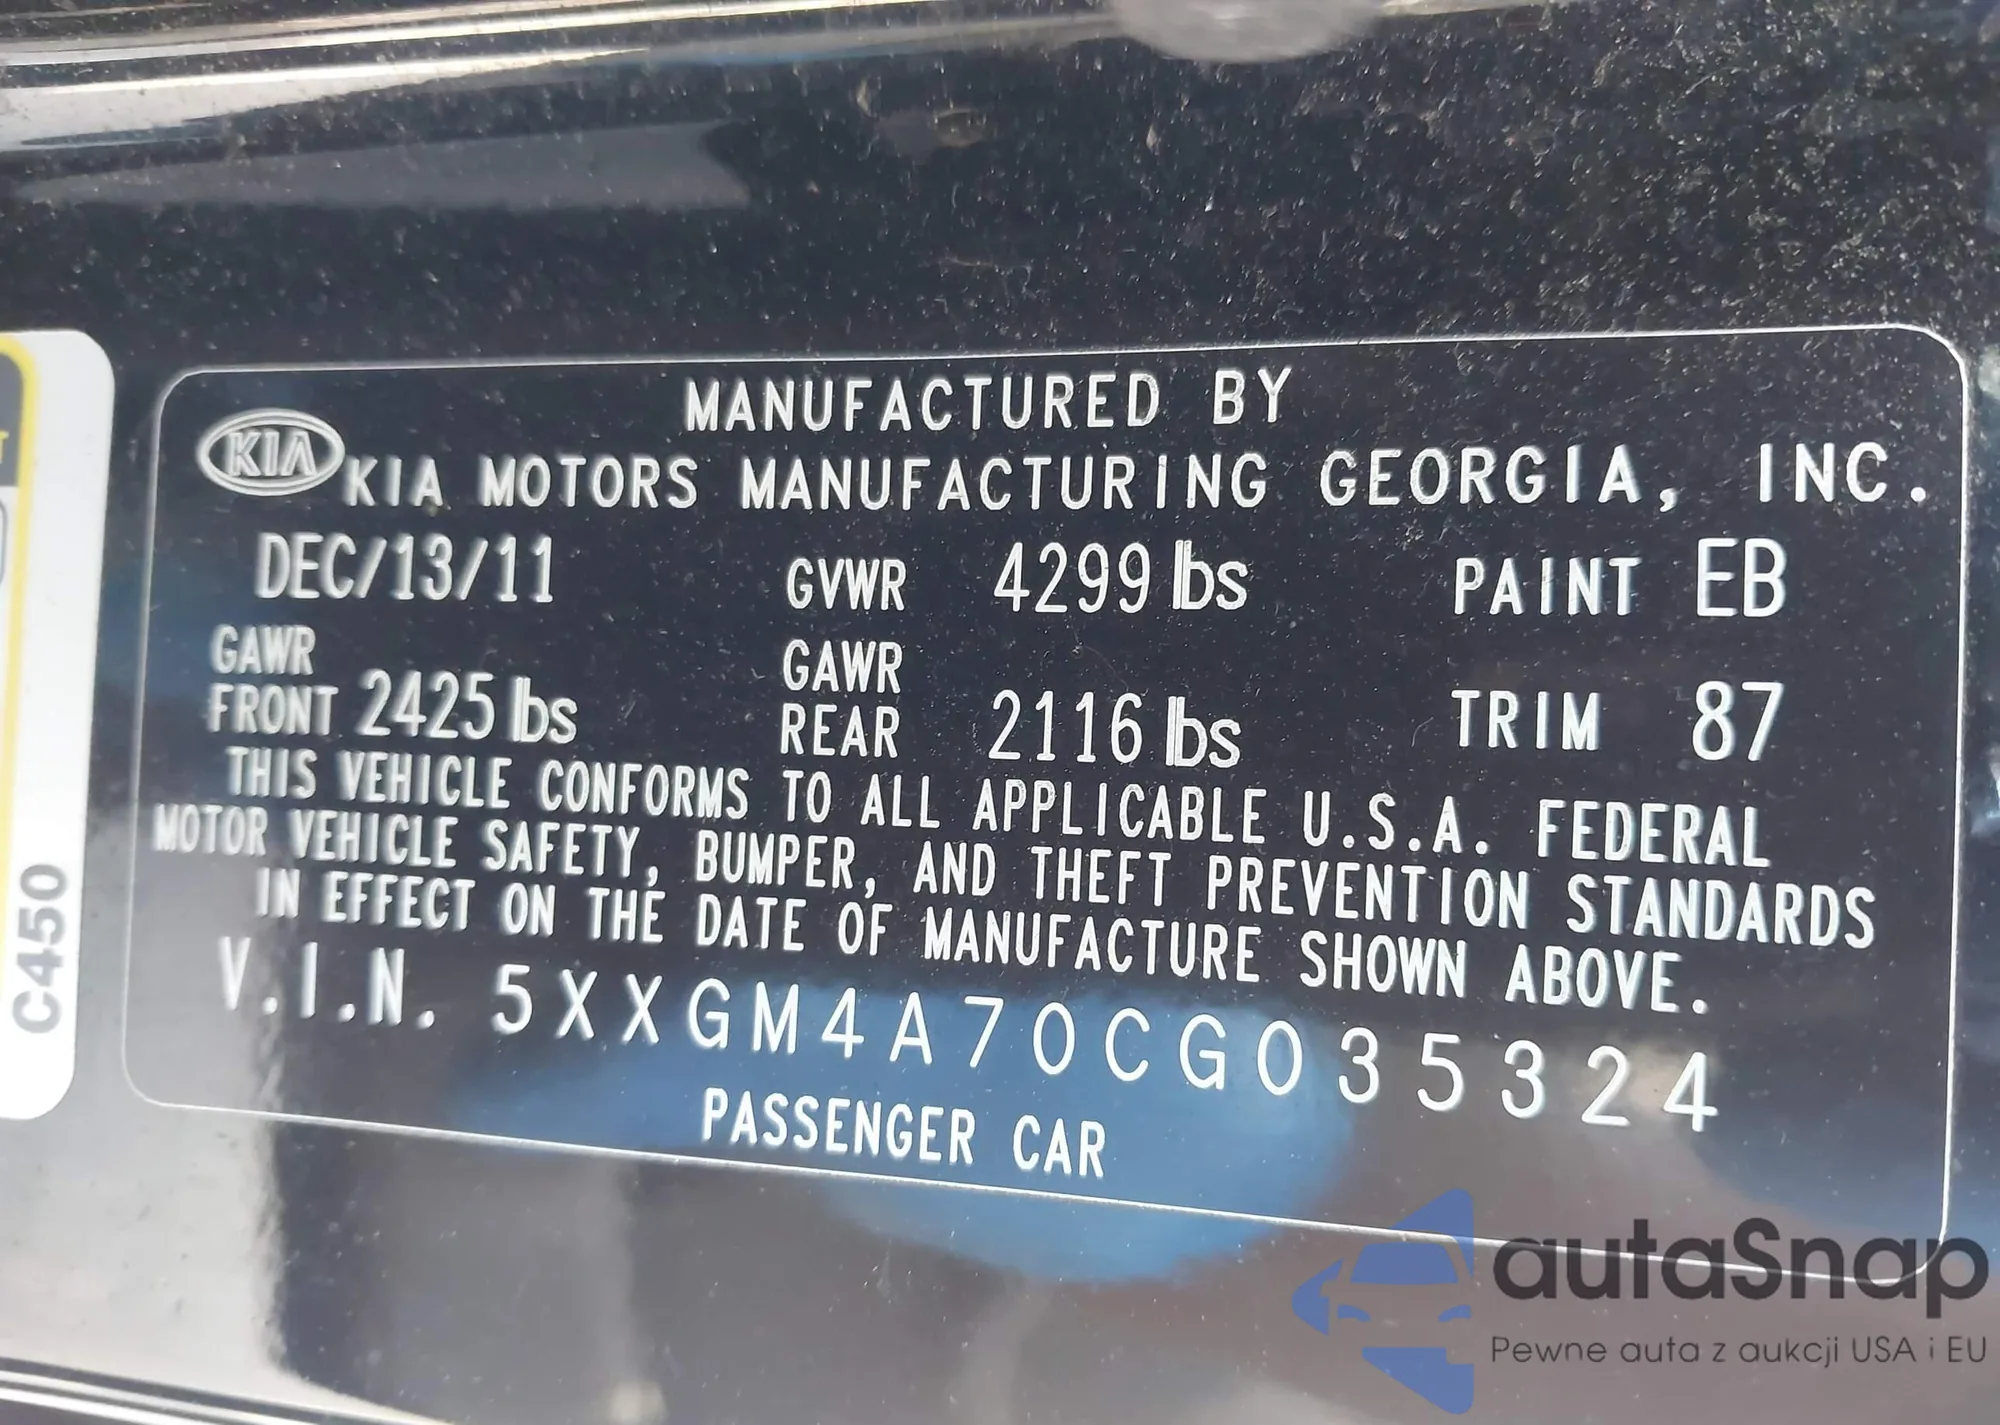 MANUFACTURED BY
KIA KIA MOTORS MANUFACTURING GEORGIA, INC.
DEC/13/11 GVWR 4299 lbs PAINT EB
GAWR FRONT 2425 lbs GAWR REAR 2116 lbs TRIM 87
THIS VEHICLE CONFORMS TO ALL APPLICABLE U.S.A. FEDERAL
MOTOR VEHICLE SAFETY, BUMPER, AND THEFT PREVENTION STANDARDS
IN EFFECT ON THE DATE OF MANUFACTURE SHOWN ABOVE.
V.I.N. 5XXGM4A70CG035324
PASSENGER CAR
C450
autaSnap
Pewne auta z aukcji USA i EU